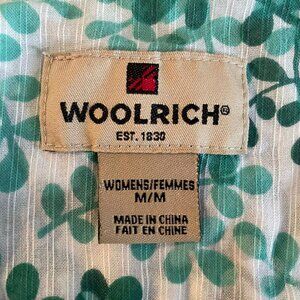 WOOLRICH®
EST. 1830
WOMENS/FEMMES
M/M
MADE IN CHINA
FAIT EN CHINE